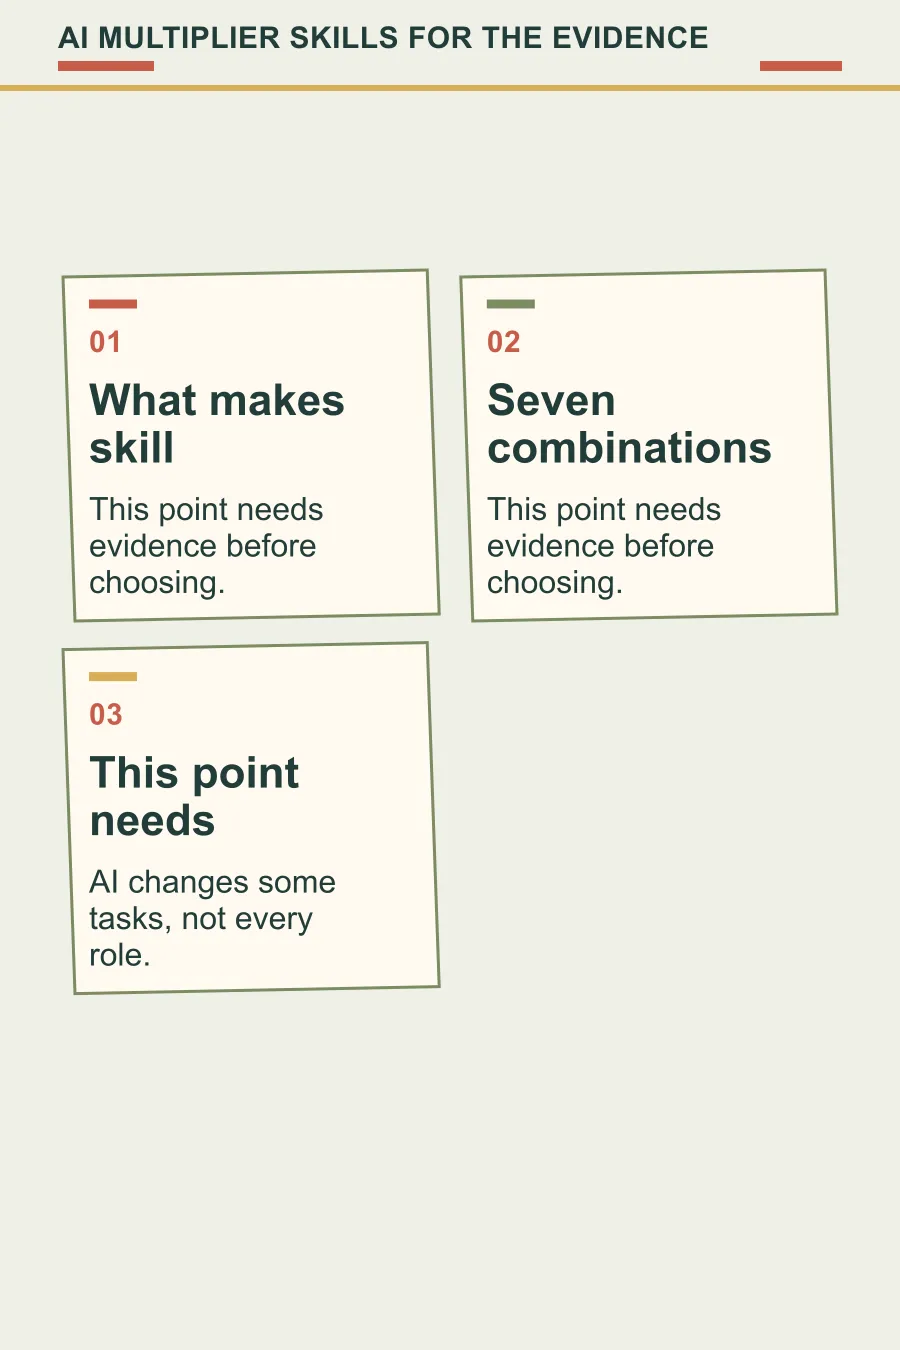 AI MULTIPLIER SKILLS FOR THE EVIDENCE
01
What makes
skill
This point needs
evidence before
choosing.
02
Seven
combinations
This point needs
evidence before
choosing.
03
This point
needs
AI changes some
tasks, not every
role.